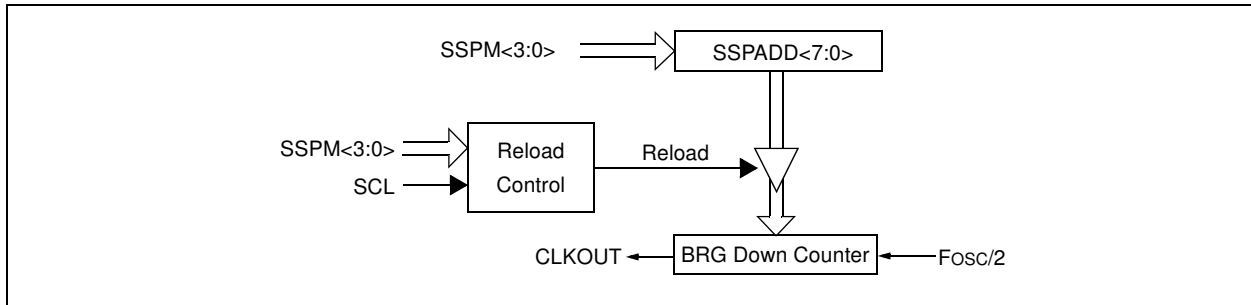 SSPM<3:0>
SSPADD<7:0>
SSPM<3:0>
SCL
Reload
Control
Reload
CLKOUT
BRG Down Counter
FOSC/2